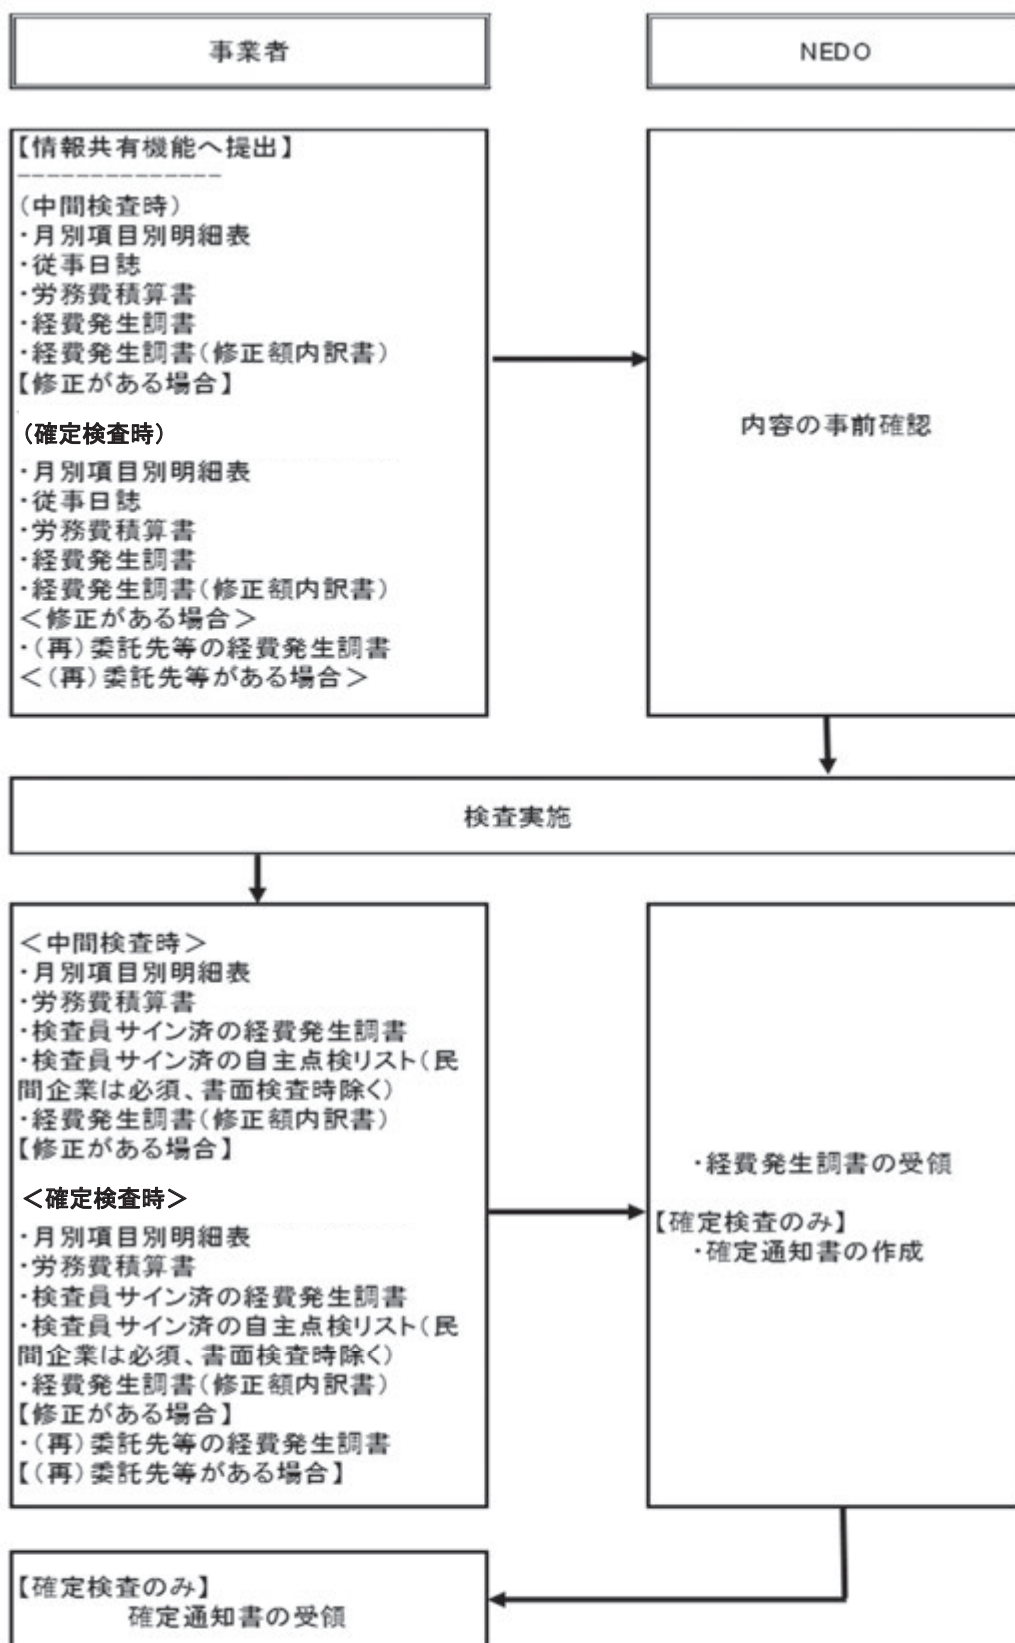 事業者
NEDO
【情報共有機能へ提出】
---------------
(中間検査時)
・月別項目別明細表
・従事日誌
・労務費積算書
・経費発生調書
・経費発生調書(修正額内訳書)
【修正がある場合】
(確定検査時)
・月別項目別明細表
・従事日誌
・労務費積算書
・経費発生調書
・経費発生調書(修正額内訳書)
<修正がある場合>
・(再)委託先等の経費発生調書
<(再)委託先等がある場合>
内容の事前確認
検査実施
<中間検査時>
・月別項目別明細表
・労務費積算書
・検査員サイン済の経費発生調書
・検査員サイン済の自主点検リスト(民
間企業は必須、書面検査時除く)
・経費発生調書(修正額内訳書)
【修正がある場合】
<確定検査時>
・月別項目別明細表
・労務費積算書
・検査員サイン済の経費発生調書
・検査員サイン済の自主点検リスト(民
間企業は必須、書面検査時除く)
・経費発生調書(修正額内訳書)
【修正がある場合】
・(再)委託先等の経費発生調書
【(再)委託先等がある場合】
・経費発生調書の受領
【確定検査のみ】
・確定通知書の作成
【確定検査のみ】
確定通知書の受領